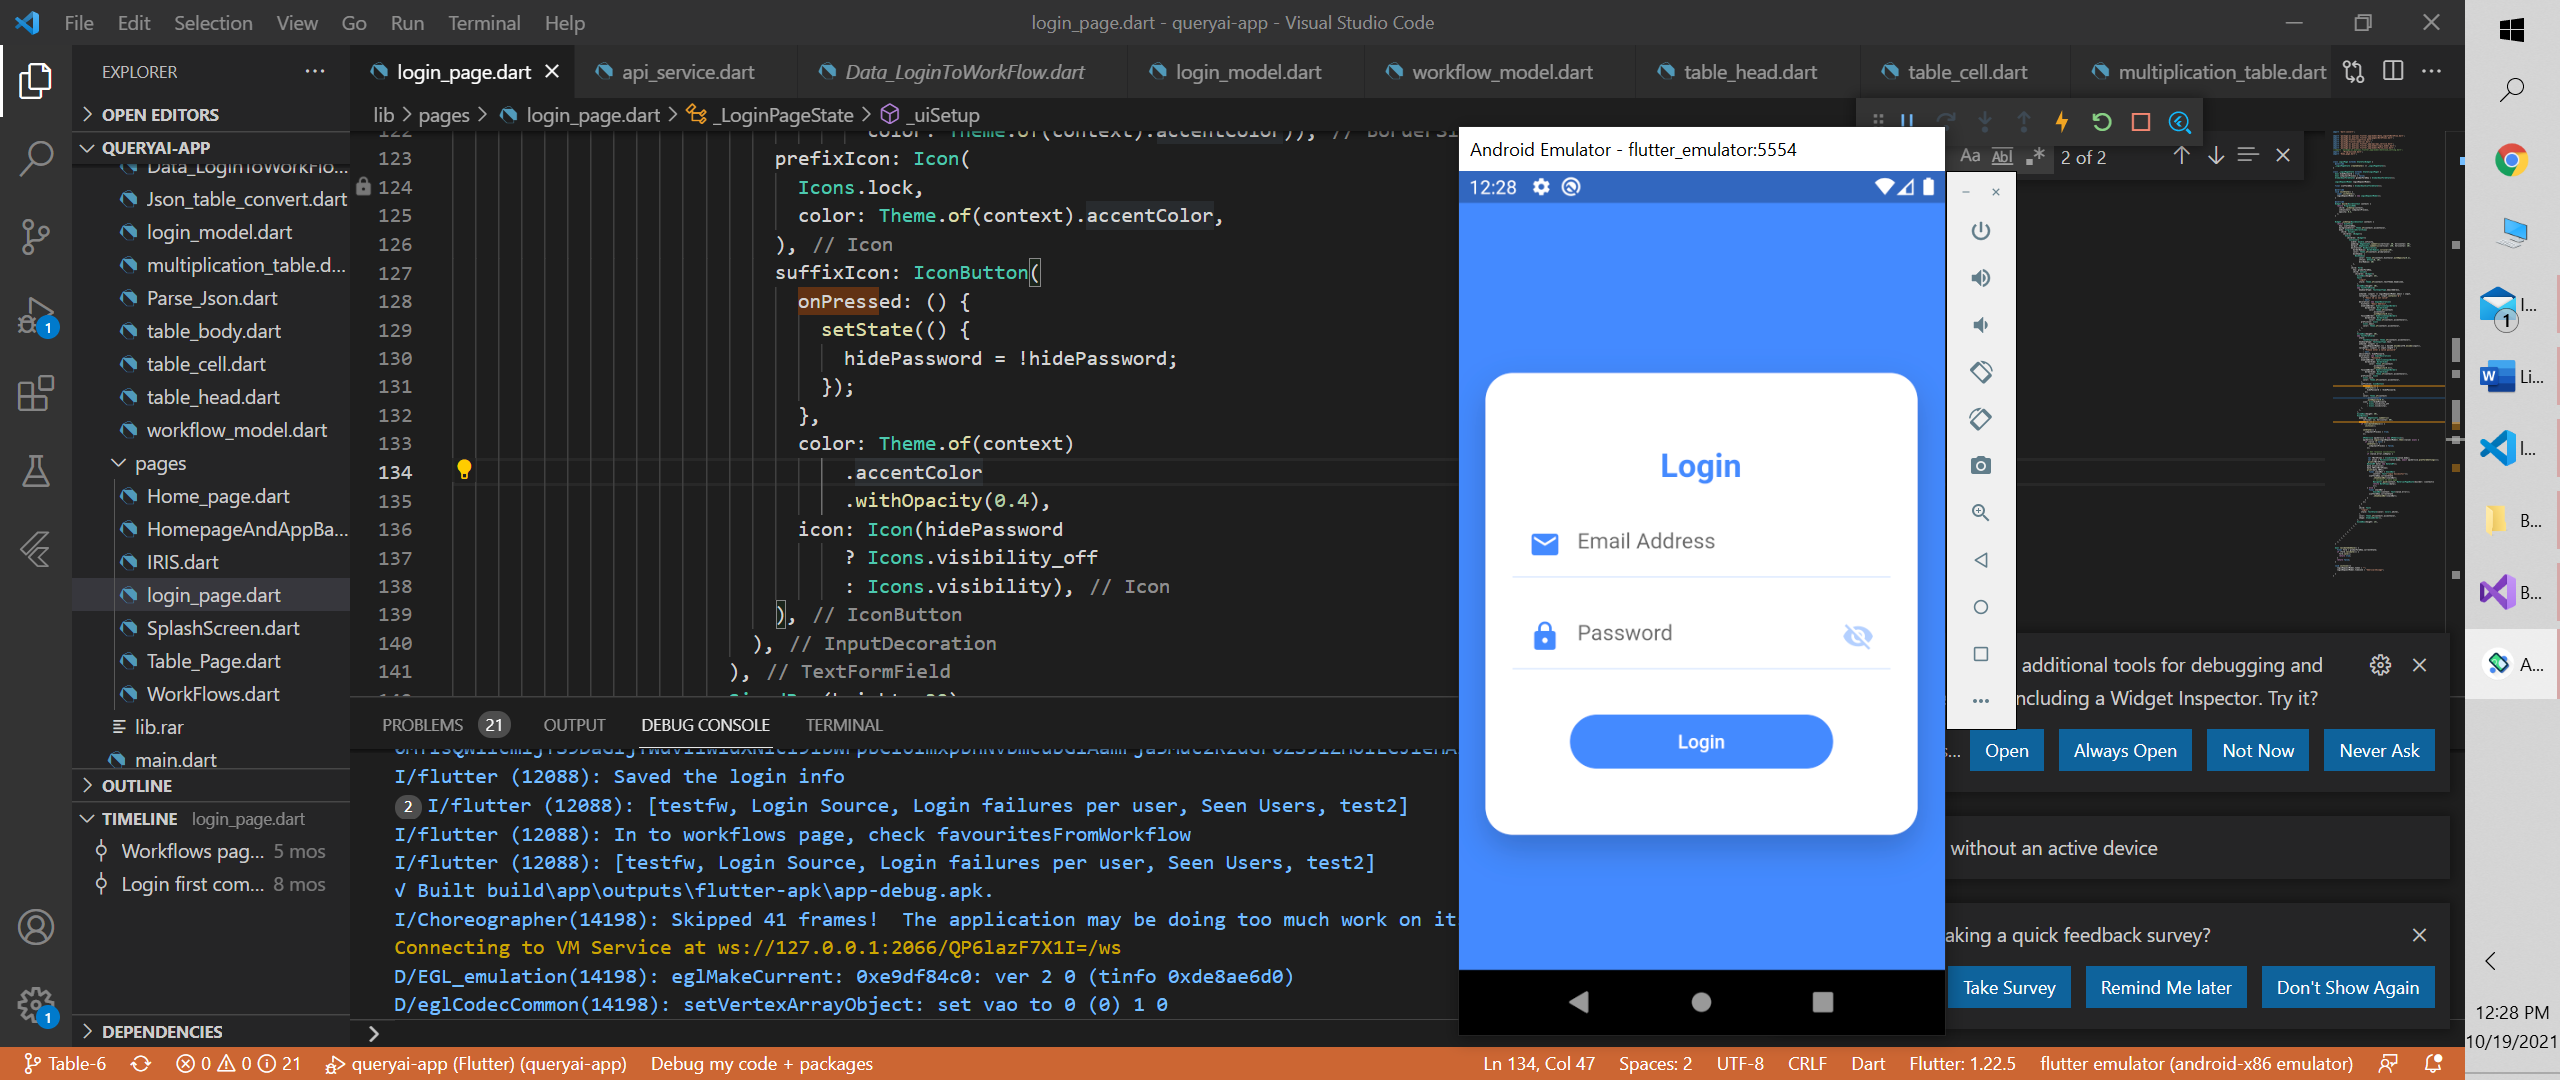 File Edit Selection View Go Run Terminal Help
login_page.dart - queryai-app - Visual Studio Code
EXPLORER
login_page.dart
api_service.dart
Data_LoginToWorkFlow.dart
login_model.dart
workflow_model.dart
table_head.dart
table_cell.dart
multiplication_table.dart
OPEN EDITORS
lib > pages > login_page.dart > _LoginPageState > _uiSetup
QUERYAI-APP
Data_LoginToWorkFlo...
Json_table_convert.dart
login_model.dart
multiplication_table.d...
Parse_Json.dart
table_body.dart
table_cell.dart
table_head.dart
workflow_model.dart
pages
Home_page.dart
HomepageAndAppBa...
IRIS.dart
login_page.dart
SplashScreen.dart
Table_Page.dart
WorkFlows.dart
lib.rar
main.dart
OUTLINE
TIMELINE login_page.dart
Workflows pag... 5 mos
Login first com... 8 mos
DEPENDENCIES
122 color: Theme.of(context).accentColor)), // BorderSi
123 prefixIcon: Icon(
124 Icons.lock,
125 color: Theme.of(context).accentColor,
126 ), // Icon
127 suffixIcon: IconButton(
128 onPressed: () {
129 setState(() {
130 hidePassword = !hidePassword;
131 });
132 },
133 color: Theme.of(context)
134 .accentColor
135 .withOpacity(0.4),
136 icon: Icon(hidePassword
137 ? Icons.visibility_off
138 : Icons.visibility), // Icon
139 ), // IconButton
140 ), // InputDecoration
141 ), // TextFormField
Aa Abl .* 2 of 2
PROBLEMS 21 OUTPUT DEBUG CONSOLE TERMINAL
I/flutter (12088): Saved the login info
2 I/flutter (12088): [testfw, Login Source, Login failures per user, Seen Users, test2]
I/flutter (12088): In to workflows page, check favouritesFromWorkflow
I/flutter (12088): [testfw, Login Source, Login failures per user, Seen Users, test2]
√ Built build\app\outputs\flutter-apk\app-debug.apk.
I/Choreographer(14198): Skipped 41 frames! The application may be doing too much work on it
Connecting to VM Service at ws://127.0.0.1:2066/QP6lazF7X1I=/ws
D/EGL_emulation(14198): eglMakeCurrent: 0xe9df84c0: ver 2 0 (tinfo 0xde8ae6d0)
D/eglCodecCommon(14198): setVertexArrayObject: set vao to 0 (0) 1 0
Android Emulator - flutter_emulator:5554
12:28
Login
Email Address
Password
Login
additional tools for debugging and
ncluding a Widget Inspector. Try it?
s... Open Always Open Not Now Never Ask
without an active device
aking a quick feedback survey?
Take Survey Remind Me later Don't Show Again
1
I...
Li...
I...
B...
B...
A...
12:28 PM
10/19/2021
1
1
Table-6 0 0 21 queryai-app (Flutter) (queryai-app) Debug my code + packages
Ln 134, Col 47 Spaces: 2 UTF-8 CRLF Dart Flutter: 1.22.5 flutter emulator (android-x86 emulator)